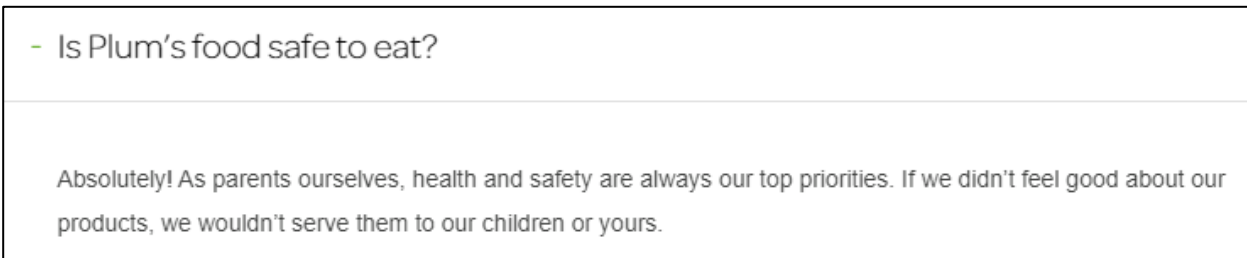 - Is Plum's food safe to eat?
Absolutely! As parents ourselves, health and safety are always our top priorities. If we didn't feel good about our
products, we wouldn't serve them to our children or yours.